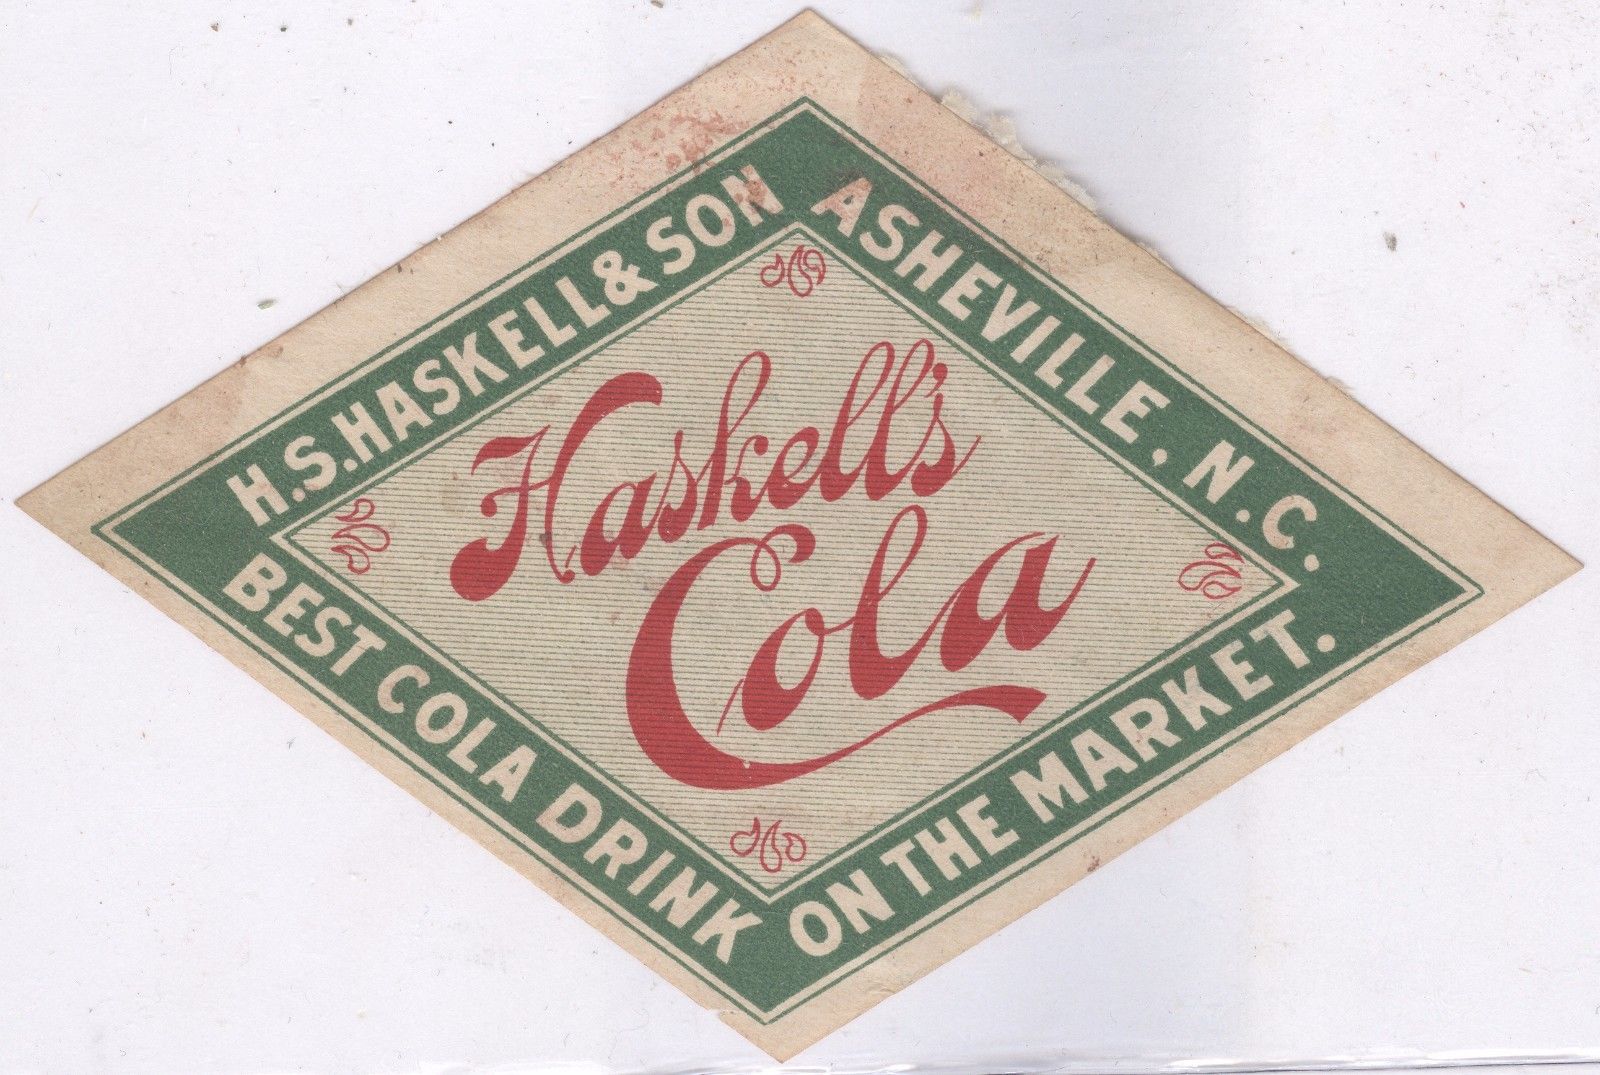 H.S.HASKELL & SON
ASHEVILLE, N.C.
Haskell's
Cola
BEST COLA DRINK
ON THE MARKET.